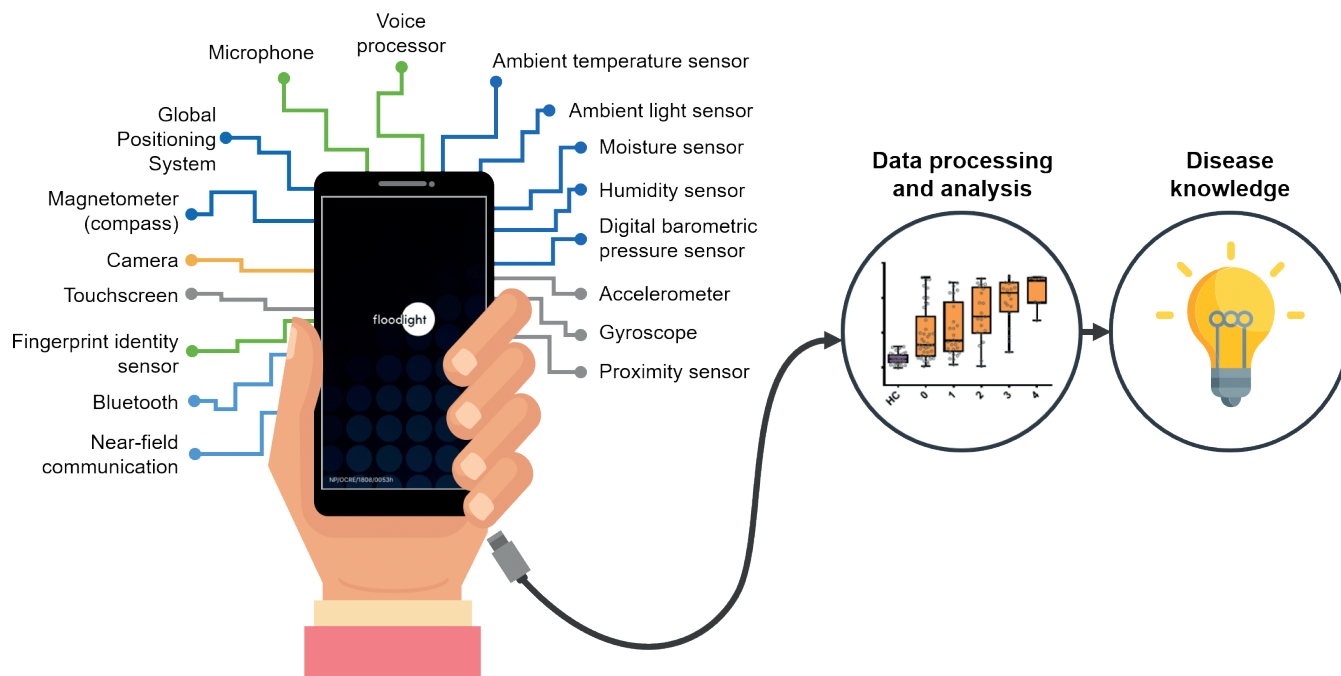 Voice
processor
Microphone
Ambient temperature sensor
Global
Positioning
System
Ambient light sensor
Moisture sensor
Magnetometer
(compass)
Humidity sensor
Digital barometric
pressure sensor
Camera
Touchscreen
Accelerometer
Gyroscope
Fingerprint identity
sensor
Proximity sensor
Bluetooth
Near-field
communication
floodlight
NP/OCRE/1808/0053h
Data processing
and analysis
HC
0
1
2
3
4
Disease
knowledge